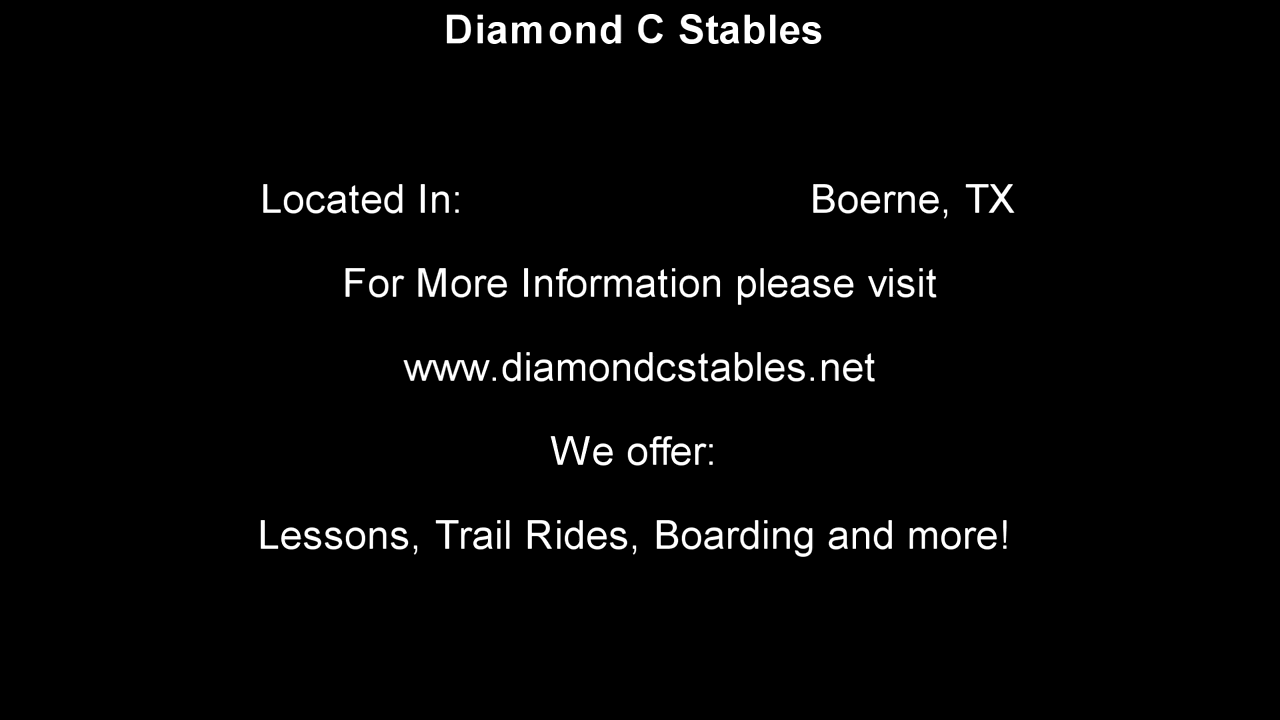 Diamond C Stables
Located In: Boerne, TX
For More Information please visit
www.diamondcstables.net
We offer:
Lessons, Trail Rides, Boarding and more!